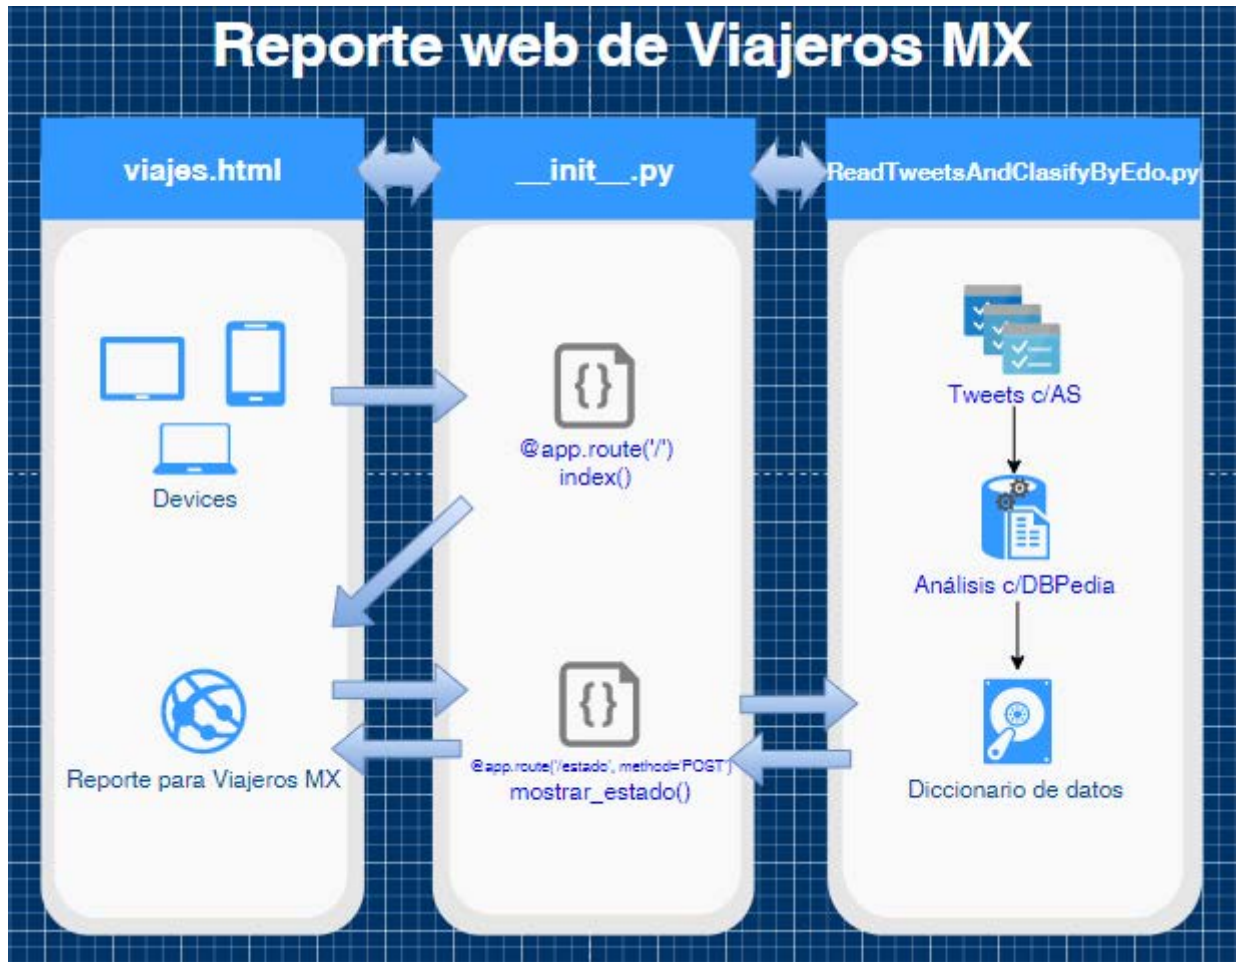 Reporte web de Viajeros MX
viajes.html
__init__.py
ReadTweetsAndClasifyByEdo.py
Devices
Reporte para Viajeros MX
{}
@app.route('/')
index()
{}
@app.route('/estado', method='POST')
mostrar_estado()
Tweets c/AS
Análisis c/DBPedia
Diccionario de datos